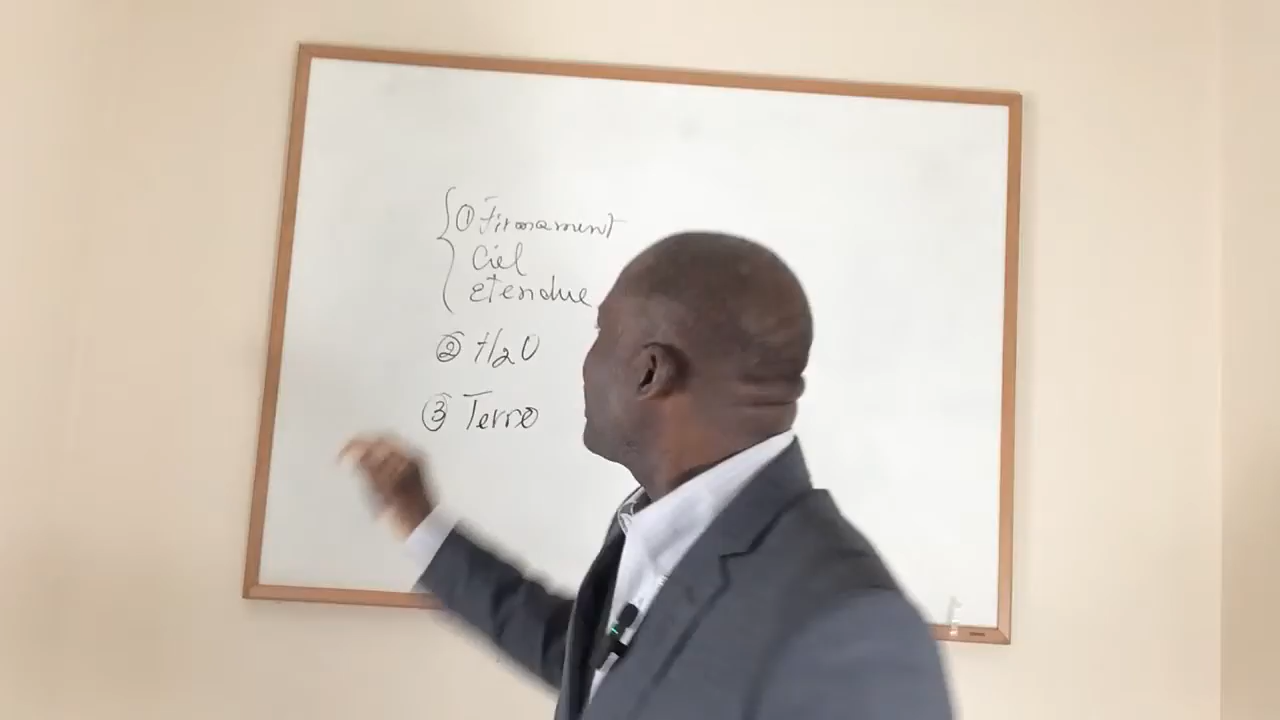 ① Firmament
Ciel
etendue
② H2O
③ Terre